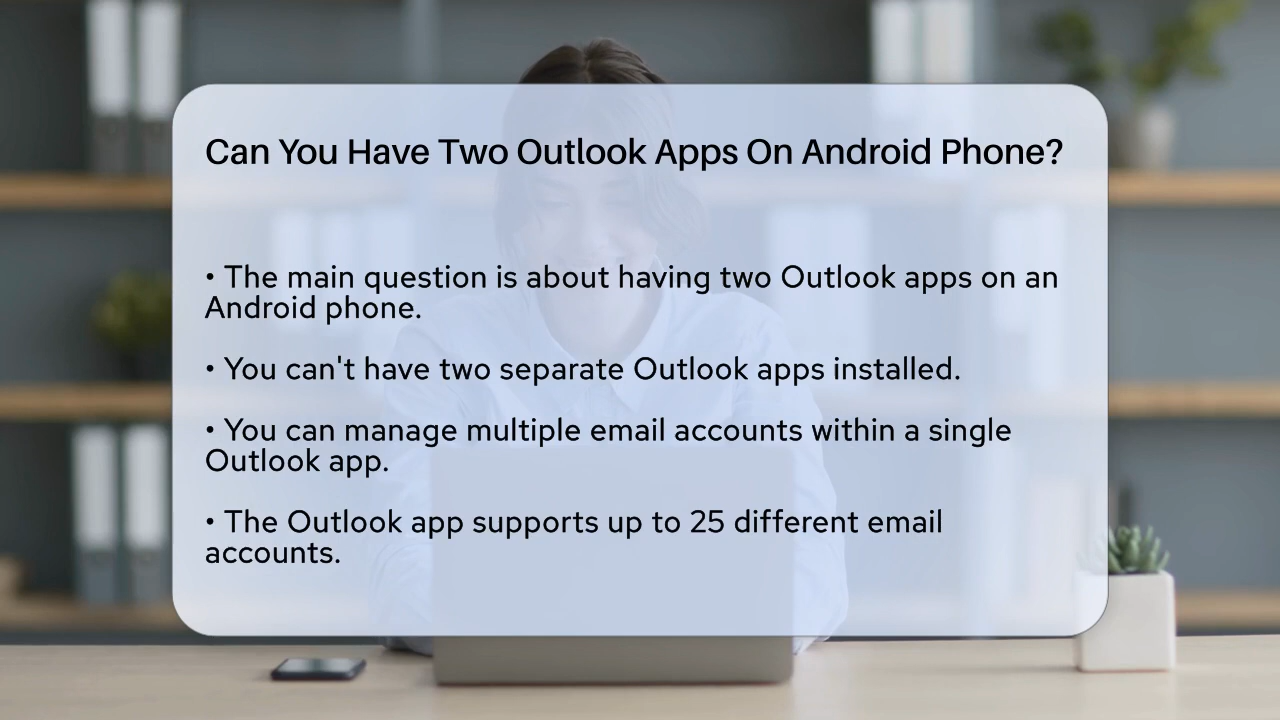 Can You Have Two Outlook Apps On Android Phone?
• The main question is about having two Outlook apps on an
Android phone.
• You can't have two separate Outlook apps installed.
• You can manage multiple email accounts within a single
Outlook app.
• The Outlook app supports up to 25 different email
accounts.